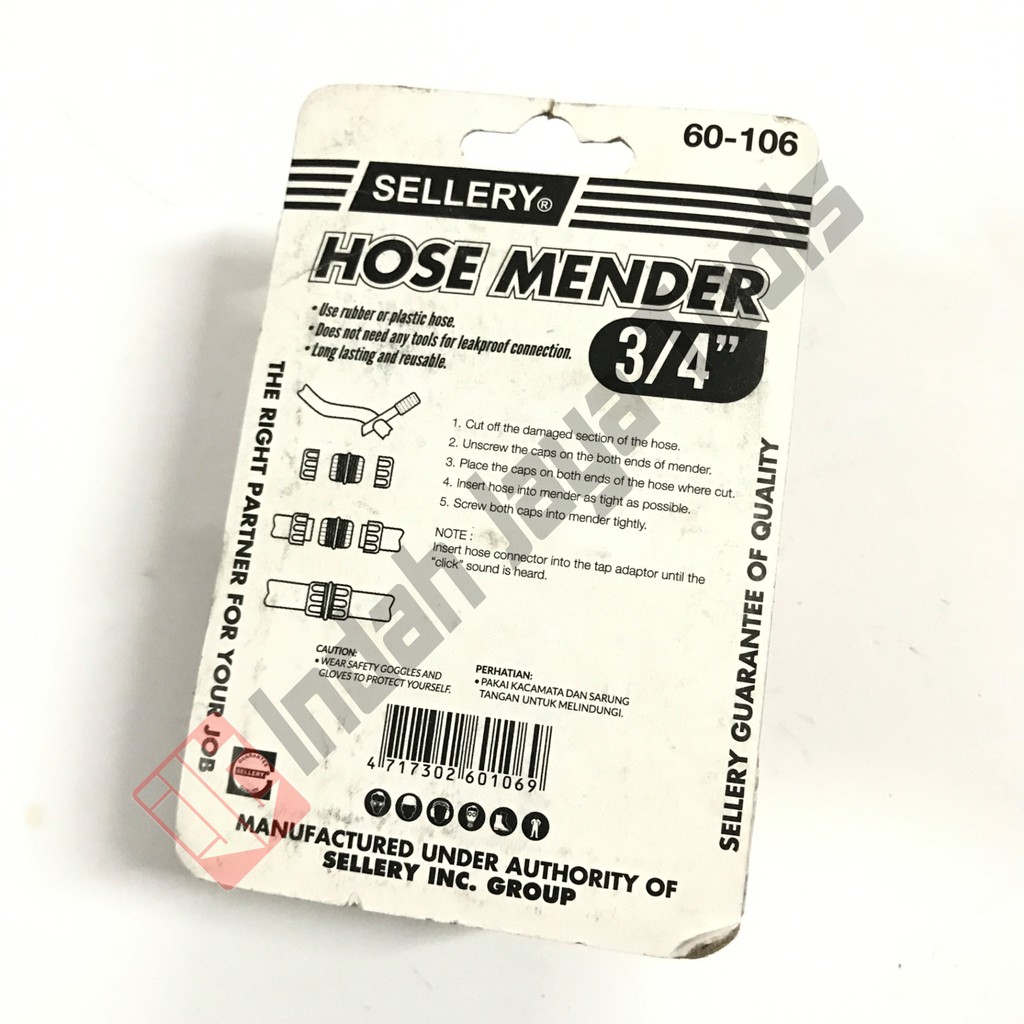 60-106
SELLERY®
HOSE MENDER
• Use rubber or plastic hose.
• Does not need any tools for leakproof connection.
• Long lasting and reusable.
3/4”
1. Cut off the damaged section of the hose.
2. Unscrew the caps on the both ends of mender.
3. Place the caps on both ends of the hose where cut.
4. Insert hose into mender as tight as possible.
5. Screw both caps into mender tightly.
NOTE :
Insert hose connector into the tap adaptor until the
“click” sound is heard.
THE RIGHT PARTNER FOR YOUR JOB
SELLERY GUARANTEE OF QUALITY
CAUTION:
• WEAR SAFETY GOGGLES AND
GLOVES TO PROTECT YOURSELF.
PERHATIAN:
• PAKAI KACAMATA DAN SARUNG
TANGAN UNTUK MELINDUNGI.
GUARANTEE
SELLERY
4 717302 601069
MANUFACTURED UNDER AUTHORITY OF
SELLERY INC. GROUP
Indah Jaya Tools